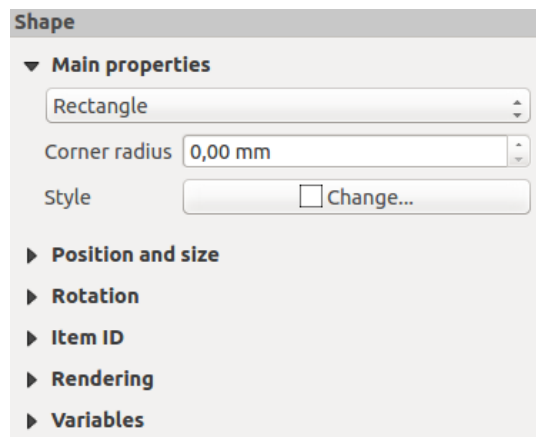 Shape
Main properties
Rectangle
Corner radius 0,00 mm
Style Change...
Position and size
Rotation
Item ID
Rendering
Variables